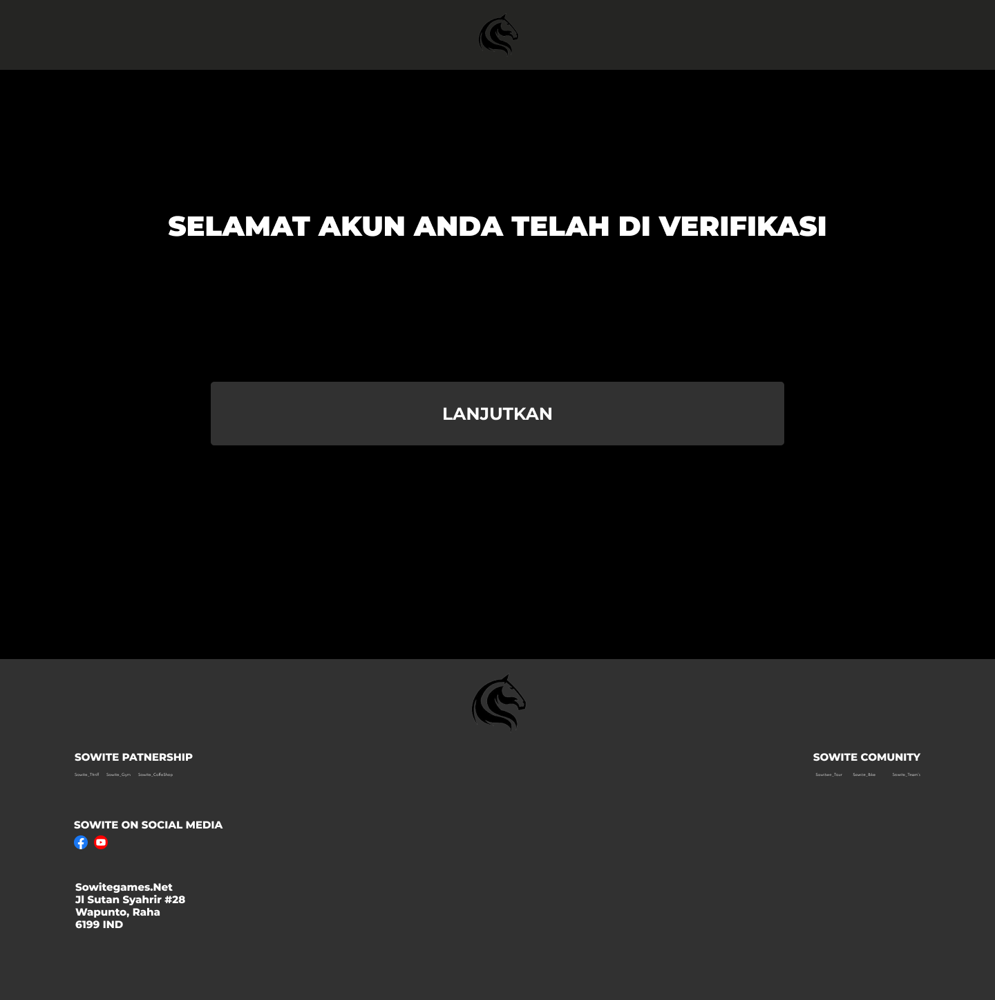 SELAMAT AKUN ANDA TELAH DI VERIFIKASI
LANJUTKAN
SOWITE PATNERSHIP
Sowite_Thrift Sowite_Gym Sowite_CoffeShop
SOWITE COMUNITY
Sowitwe_Tour Sowite_Bike Sowite_Team's
SOWITE ON SOCIAL MEDIA
Sowitegames.Net
Jl Sutan Syahrir #28
Wapunto, Raha
6199 IND